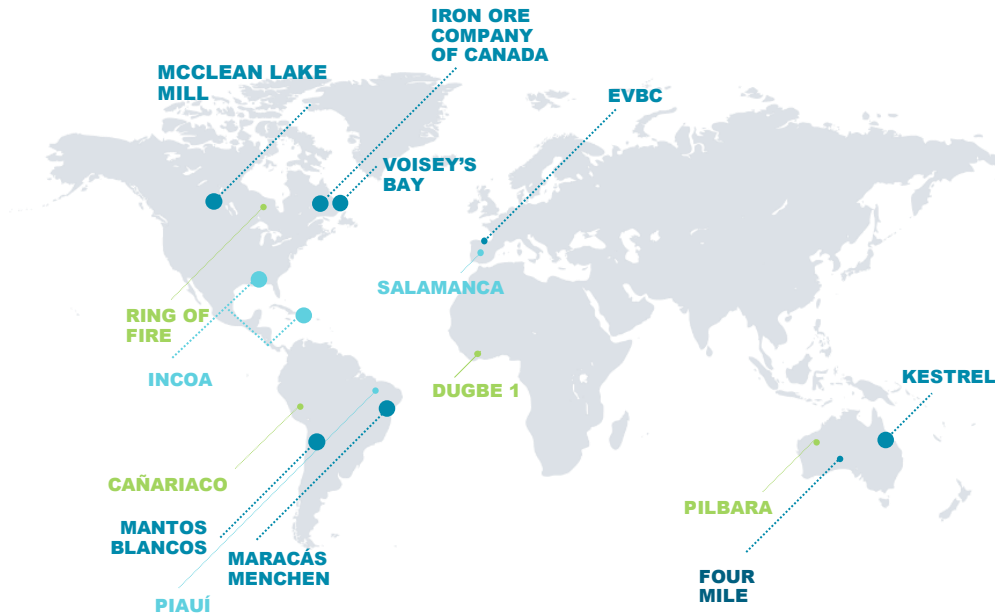 IRON ORE
COMPANY
OF CANADA
MCCLEAN LAKE
MILL
EVBC
VOISEY'S
BAY
SALAMANCA
RING OF
FIRE
INCOA
DUGBE 1
KESTREL
CAÑARIACO
PILBARA
MANTOS
BLANCOS
MARACÁS
MENCHEN
FOUR
MILE
PIAUÍ